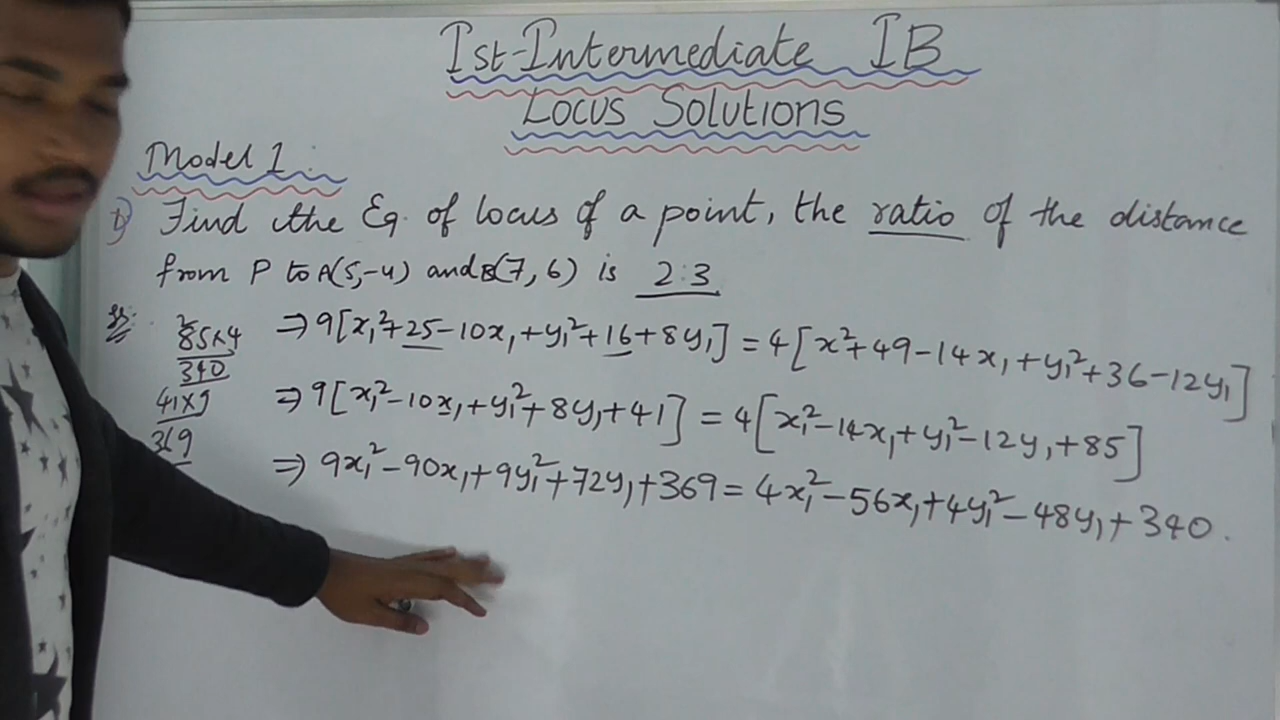 Ist-Intermediate IB
Locus Solutions
Model 1:
1) Find the Eq. of locus of a point, the ratio of the distance
from P to A(5,-4) and B(7,6) is 2:3
⇒ 9[x₁²+25-10x₁+y₁²+16+8y₁] = 4[x₁²+49-14x₁+y₁²+36-12y₁]
85×4
340
⇒ 9[x₁²-10x₁+y₁²+8y₁+41] = 4[x₁²-14x₁+y₁²-12y₁+85]
41×9
369
⇒ 9x₁²-90x₁+9y₁²+72y₁+369 = 4x₁²-56x₁+4y₁²-48y₁+340.